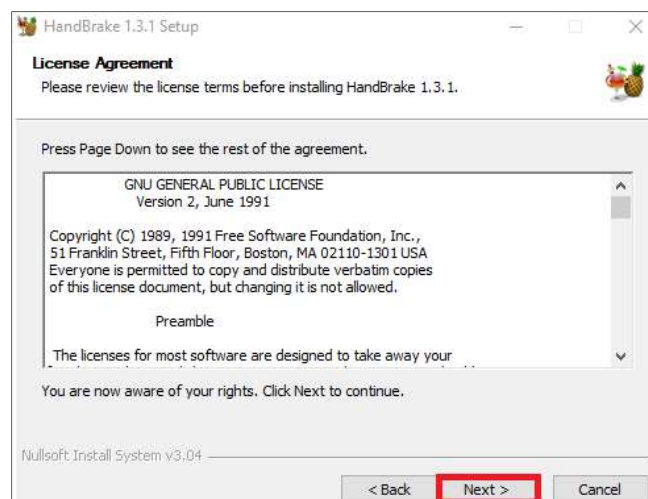 HandBrake 1.3.1 Setup
License Agreement
Please review the license terms before installing HandBrake 1.3.1.
Press Page Down to see the rest of the agreement.
GNU GENERAL PUBLIC LICENSE
Version 2, June 1991
Copyright (C) 1989, 1991 Free Software Foundation, Inc.,
51 Franklin Street, Fifth Floor, Boston, MA 02110-1301 USA
Everyone is permitted to copy and distribute verbatim copies
of this license document, but changing it is not allowed.
Preamble
The licenses for most software are designed to take away your
You are now aware of your rights. Click Next to continue.
Nullsoft Install System v3.04
< Back Next > Cancel